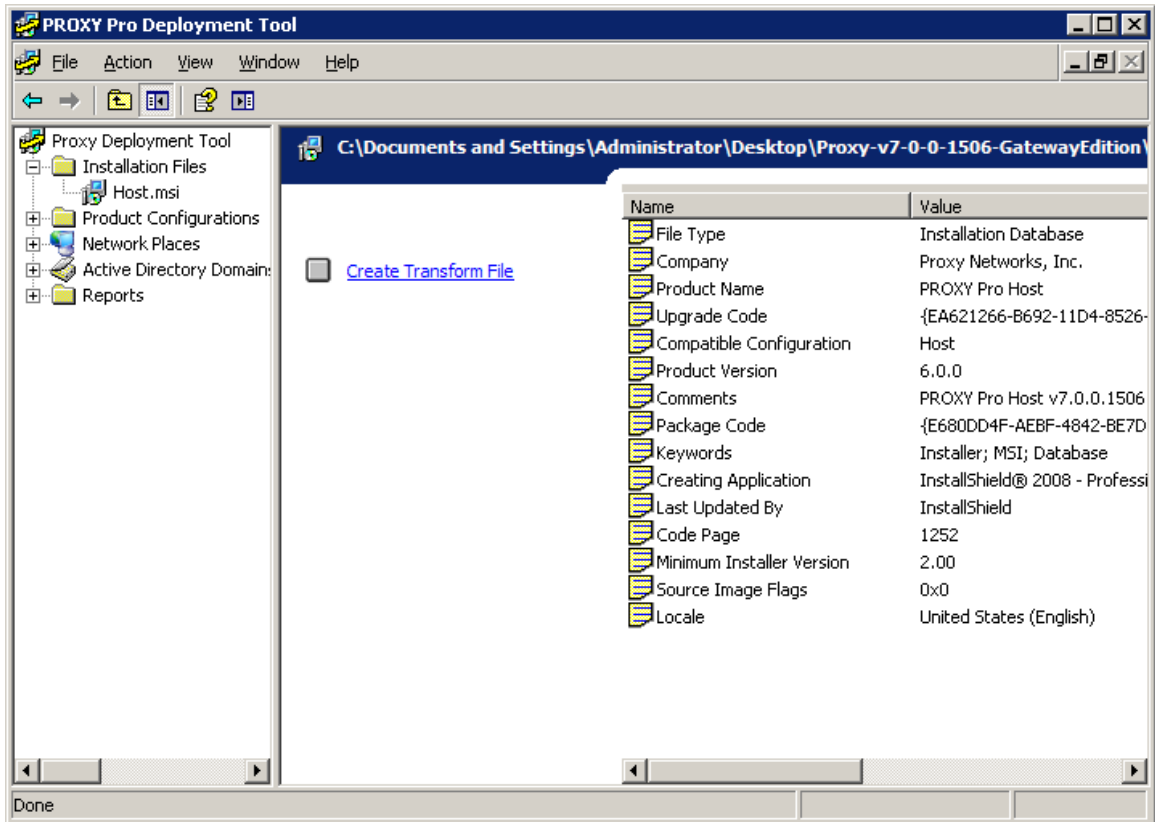 PROXY Pro Deployment Tool
File Action View Window Help
Proxy Deployment Tool
Installation Files
Host.msi
Product Configurations
Network Places
Active Directory Domain
Reports
C:\Documents and Settings\Administrator\Desktop\Proxy-v7-0-0-1506-GatewayEdition\
Create Transform File
Name Value
File Type Installation Database
Company Proxy Networks, Inc.
Product Name PROXY Pro Host
Upgrade Code {EA621266-B692-11D4-8526-
Compatible Configuration Host
Product Version 6.0.0
Comments PROXY Pro Host v7.0.0.1506
Package Code {E680DD4F-AEBF-4842-BE7D
Keywords Installer; MSI; Database
Creating Application InstallShield® 2008 - Professi
Last Updated By InstallShield
Code Page 1252
Minimum Installer Version 2.00
Source Image Flags 0x0
Locale United States (English)
Done